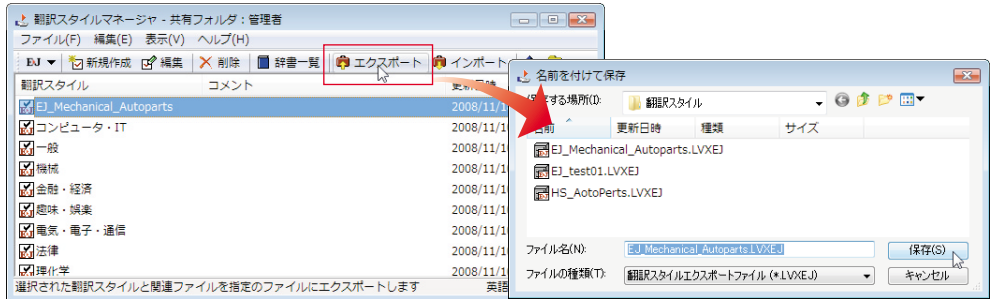 翻訳スタイルマネージャ - 共有フォルダ：管理者
ファイル(F) 編集(E) 表示(V) ヘルプ(H)
EJ ▼ 新規作成 編集 削除 辞書一覧 エクスポート インポート
翻訳スタイル コメント 更新日時
EJ_Mechanical_Autoparts 2008/11/1
コンピュータ・IT 2008/11/1
一般 2008/11/1
機械 2008/11/1
金融・経済 2008/11/1
趣味・娯楽 2008/11/1
電気・電子・通信 2008/11/1
法律 2008/11/1
理化学 2008/11/1
選択された翻訳スタイルと関連ファイルを指定のファイルにエクスポートします 英語
名前を付けて保存
保存する場所(I): 翻訳スタイル
名前 更新日時 種類 サイズ
EJ_Mechanical_Autoparts.LVXEJ
EJ_test01.LVXEJ
HS_AotoPerts.LVXEJ
ファイル名(N): EJ_Mechanical_Autoparts.LVXEJ 保存(S)
ファイルの種類(T): 翻訳スタイルエクスポートファイル (*.LVXEJ) キャンセル